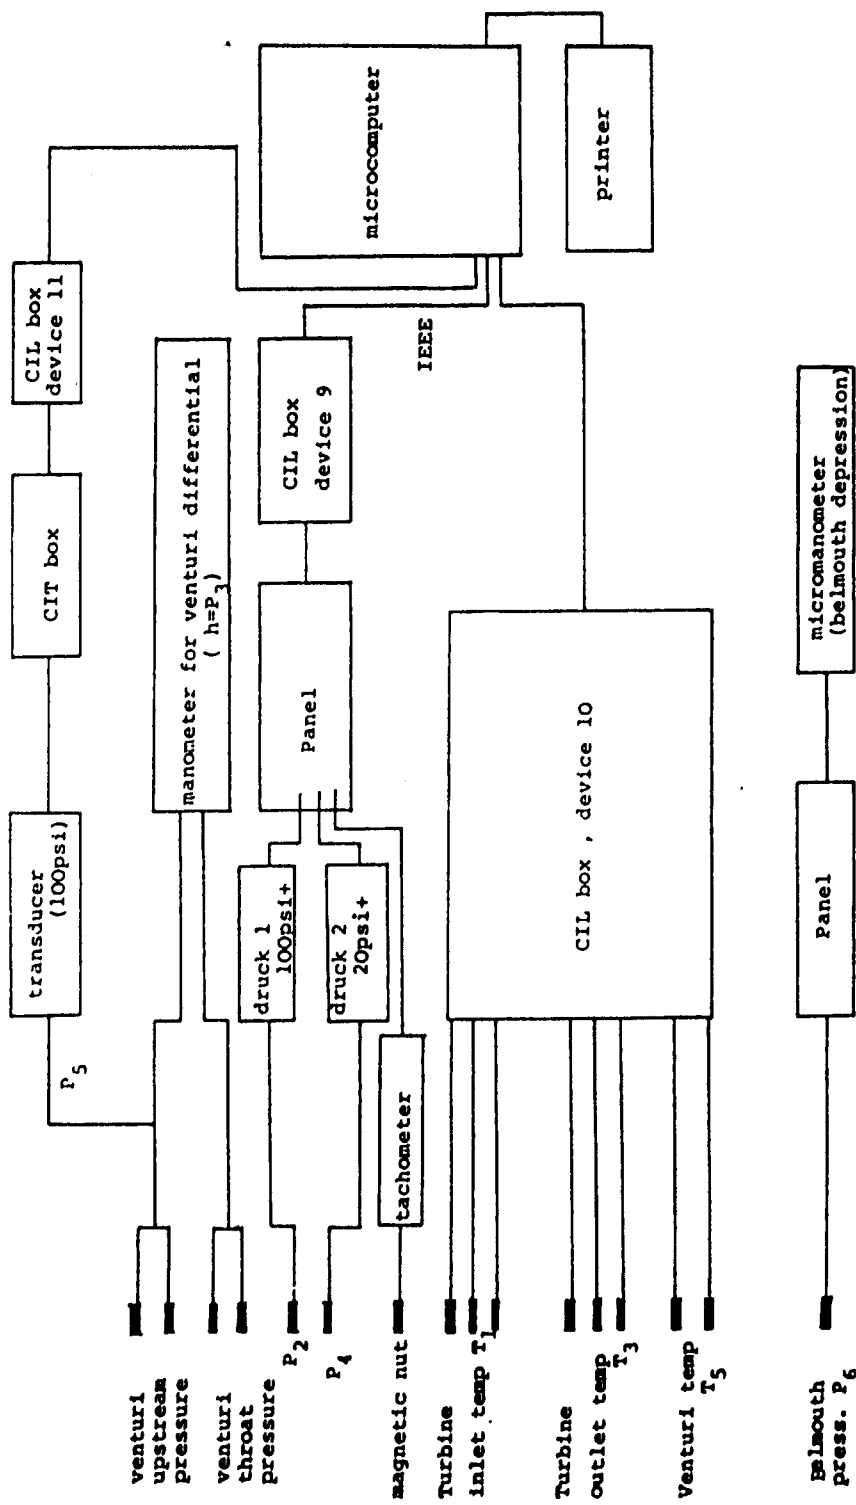 venturi
upstream
pressure
P5
transducer
(100psi)
CIT box
CIL box
device 11
venturi
throat
pressure
manometer for venturi differential
( h=P3)
P2
druck 1
100psi+
P4
druck 2
20psi+
Panel
CIL box
device 9
magnetic nut
tachometer
IEEE
microcomputer
printer
Turbine
inlet temp T1
Turbine
outlet temp
T3
Venturi temp
T5
CIL box , device 10
Belmouth
press. P6
Panel
micromanometer
(belmouth depression)